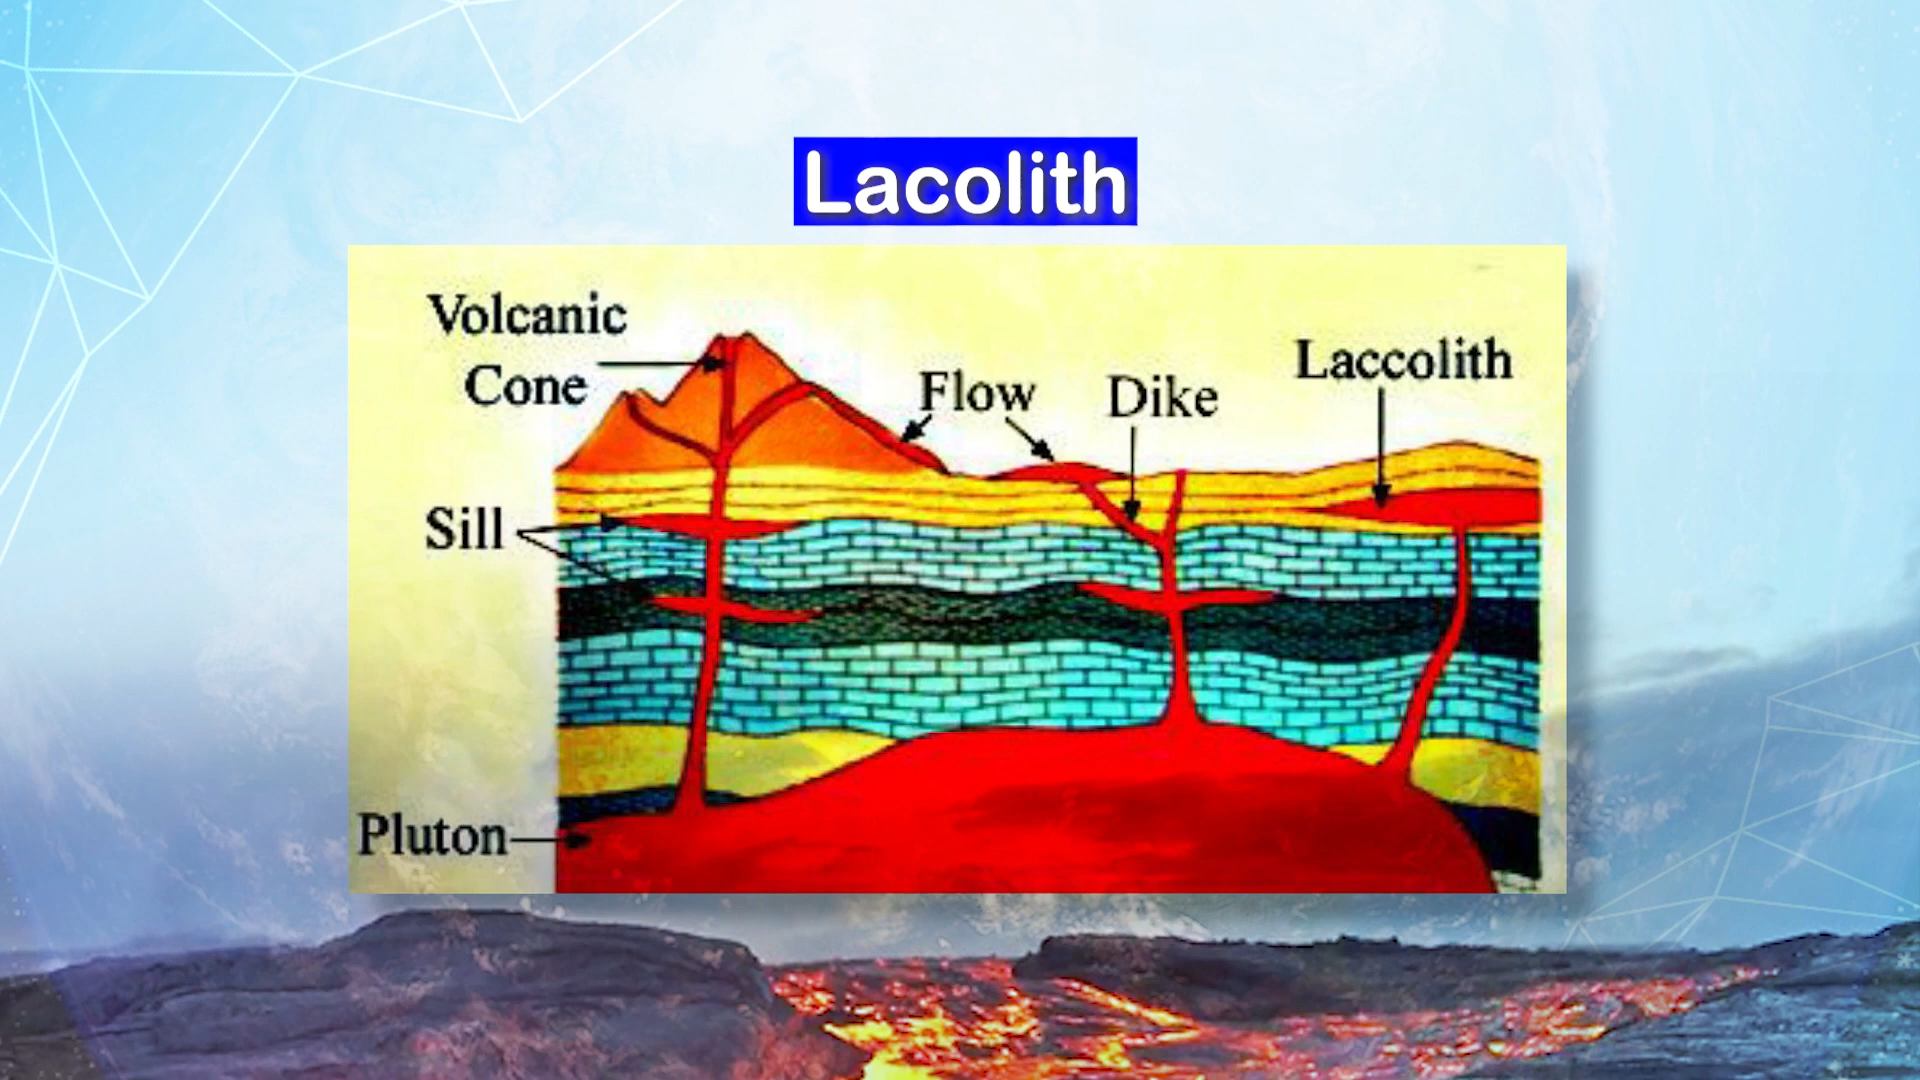 Lacolith
Volcanic
Cone
Flow
Dike
Laccolith
Sill
Pluton